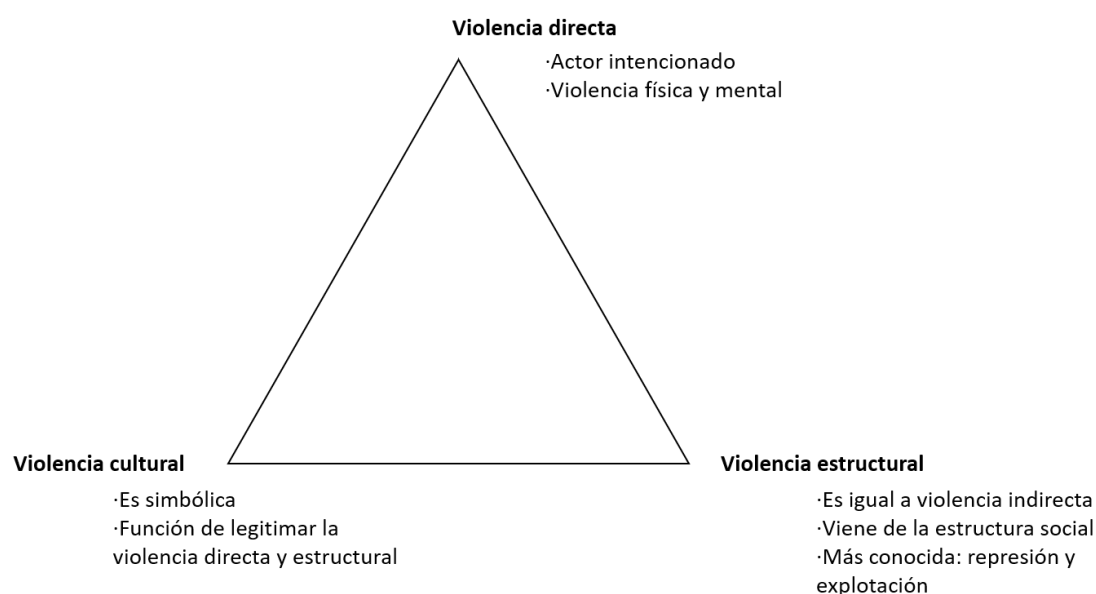 Violencia directa
·Actor intencionado
·Violencia física y mental
Violencia cultural
·Es simbólica
·Función de legitimar la
violencia directa y estructural
Violencia estructural
·Es igual a violencia indirecta
·Viene de la estructura social
·Más conocida: represión y
explotación